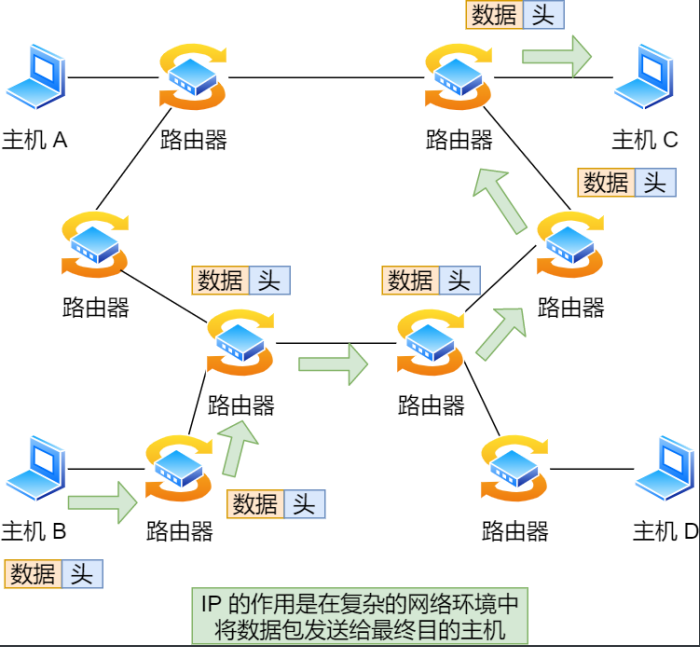 数据 头
主机 A
路由器
路由器
主机 C
数据 头
路由器
数据 头
数据 头
路由器
路由器
路由器
主机 B
路由器
数据 头
路由器
主机 D
数据 头
IP 的作用是在复杂的网络环境中
将数据包发送给最终目的主机